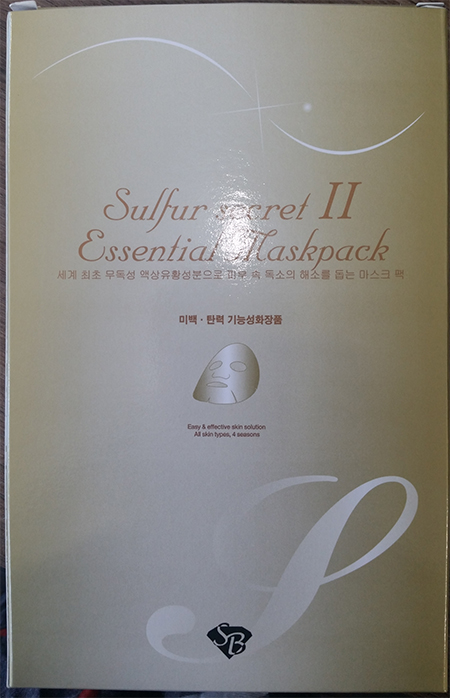 Sulfur secret II
Essential Maskpack
세계 최초 무독성 액상유황성분으로 피부 속 독소의 해소를 돕는 마스크 팩
미백·탄력 기능성화장품
Easy & effective skin solution
All skin types, 4 seasons
S
SB